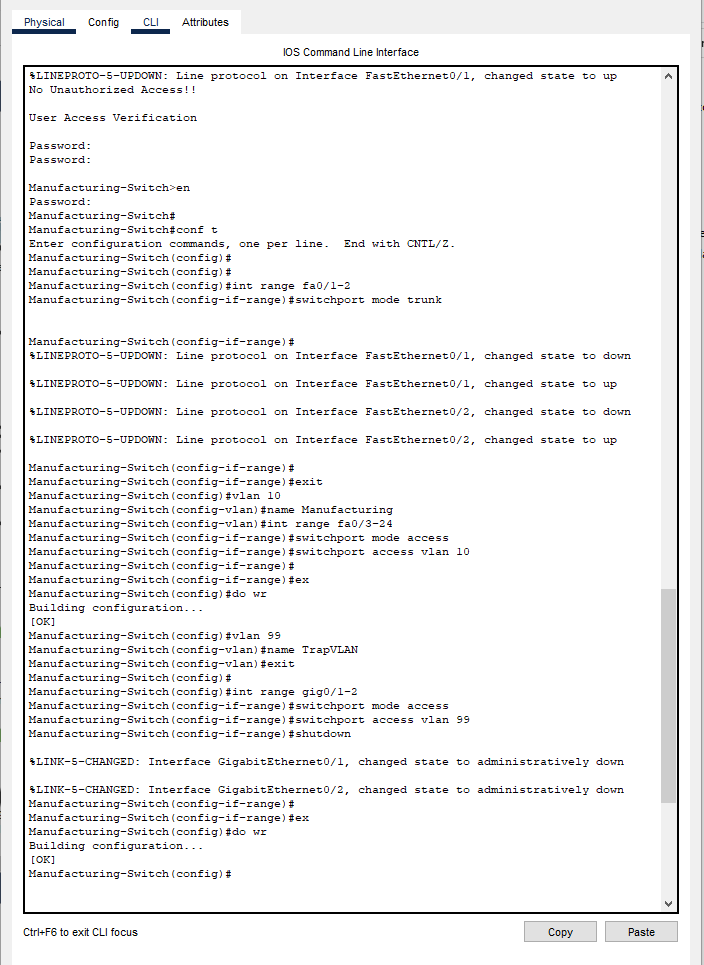 Physical Config CLI Attributes
IOS Command Line Interface
%LINEPROTO-5-UPDOWN: Line protocol on Interface FastEthernet0/1, changed state to up
No Unauthorized Access!!
User Access Verification
Password:
Password:
Manufacturing-Switch>en
Password:
Manufacturing-Switch#
Manufacturing-Switch#conf t
Enter configuration commands, one per line.  End with CNTL/Z.
Manufacturing-Switch(config)#
Manufacturing-Switch(config)#
Manufacturing-Switch(config)#int range fa0/1-2
Manufacturing-Switch(config-if-range)#switchport mode trunk
Manufacturing-Switch(config-if-range)#
%LINEPROTO-5-UPDOWN: Line protocol on Interface FastEthernet0/1, changed state to down
%LINEPROTO-5-UPDOWN: Line protocol on Interface FastEthernet0/1, changed state to up
%LINEPROTO-5-UPDOWN: Line protocol on Interface FastEthernet0/2, changed state to down
%LINEPROTO-5-UPDOWN: Line protocol on Interface FastEthernet0/2, changed state to up
Manufacturing-Switch(config-if-range)#
Manufacturing-Switch(config-if-range)#exit
Manufacturing-Switch(config)#vlan 10
Manufacturing-Switch(config-vlan)#name Manufacturing
Manufacturing-Switch(config-vlan)#int range fa0/3-24
Manufacturing-Switch(config-if-range)#switchport mode access
Manufacturing-Switch(config-if-range)#switchport access vlan 10
Manufacturing-Switch(config-if-range)#
Manufacturing-Switch(config-if-range)#ex
Manufacturing-Switch(config)#do wr
Building configuration...
[OK]
Manufacturing-Switch(config)#vlan 99
Manufacturing-Switch(config-vlan)#name TrapVLAN
Manufacturing-Switch(config-vlan)#exit
Manufacturing-Switch(config)#
Manufacturing-Switch(config)#int range gig0/1-2
Manufacturing-Switch(config-if-range)#switchport mode access
Manufacturing-Switch(config-if-range)#switchport access vlan 99
Manufacturing-Switch(config-if-range)#shutdown
%LINK-5-CHANGED: Interface GigabitEthernet0/1, changed state to administratively down
%LINK-5-CHANGED: Interface GigabitEthernet0/2, changed state to administratively down
Manufacturing-Switch(config-if-range)#
Manufacturing-Switch(config-if-range)#ex
Manufacturing-Switch(config)#do wr
Building configuration...
[OK]
Manufacturing-Switch(config)#
Ctrl+F6 to exit CLI focus
Copy Paste